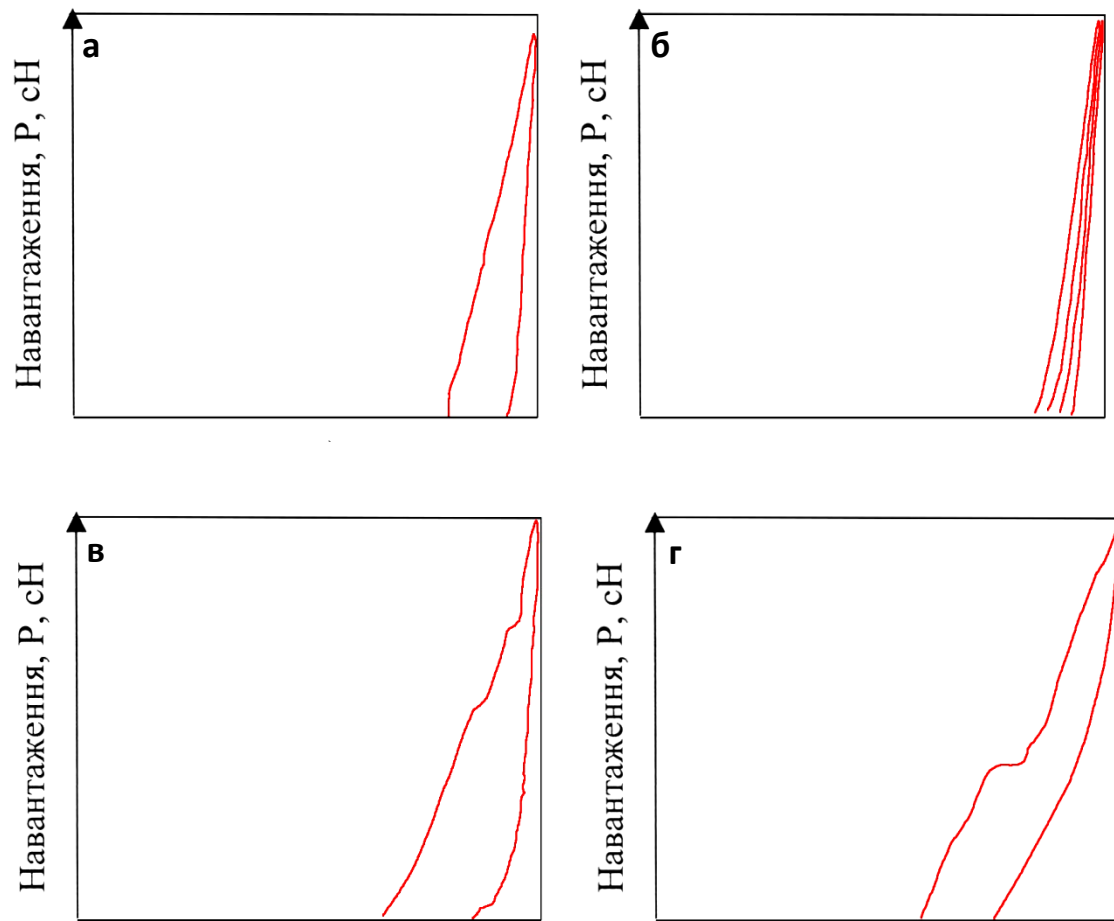 а
Навантаження, Р, сН
б
Навантаження, Р, сН
в
Навантаження, Р, сН
г
Навантаження, Р, сН